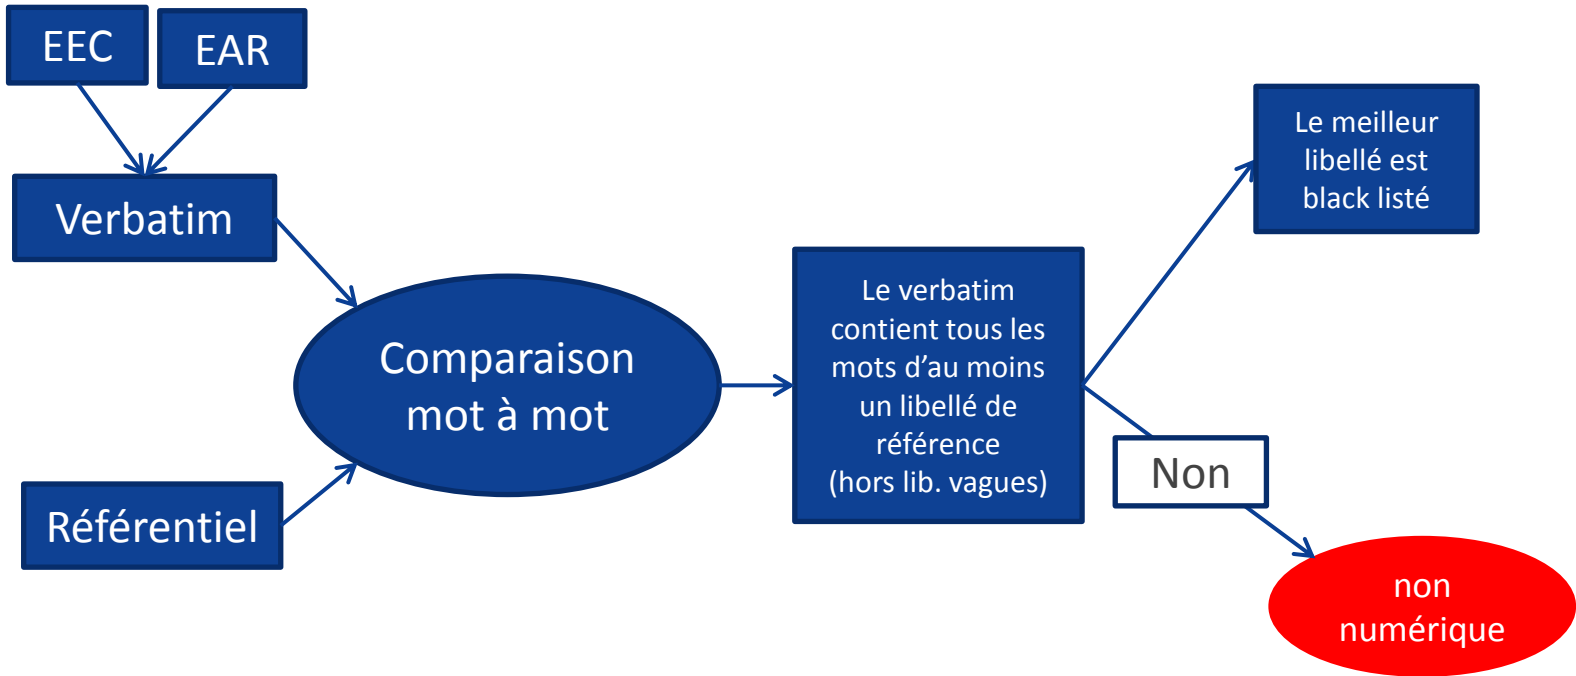 EEC
EAR
Verbatim
Référentiel
Comparaison
mot à mot
Le verbatim
contient tous les
mots d’au moins
un libellé de
référence
(hors lib. vagues)
Le meilleur
libellé est
black listé
Non
non
numérique